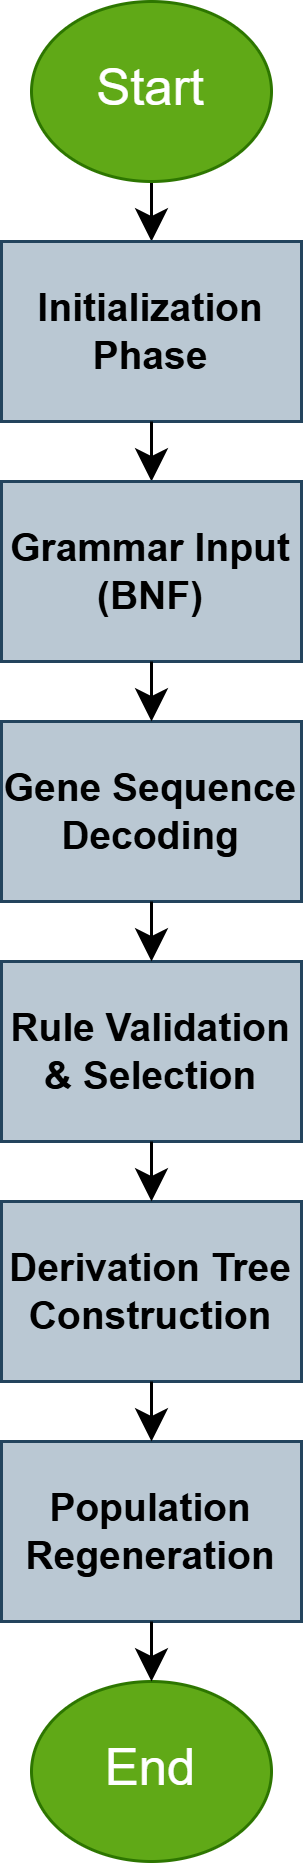 Start
Initialization
Phase
Grammar Input
(BNF)
Gene Sequence
Decoding
Rule Validation
& Selection
Derivation Tree
Construction
Population
Regeneration
End